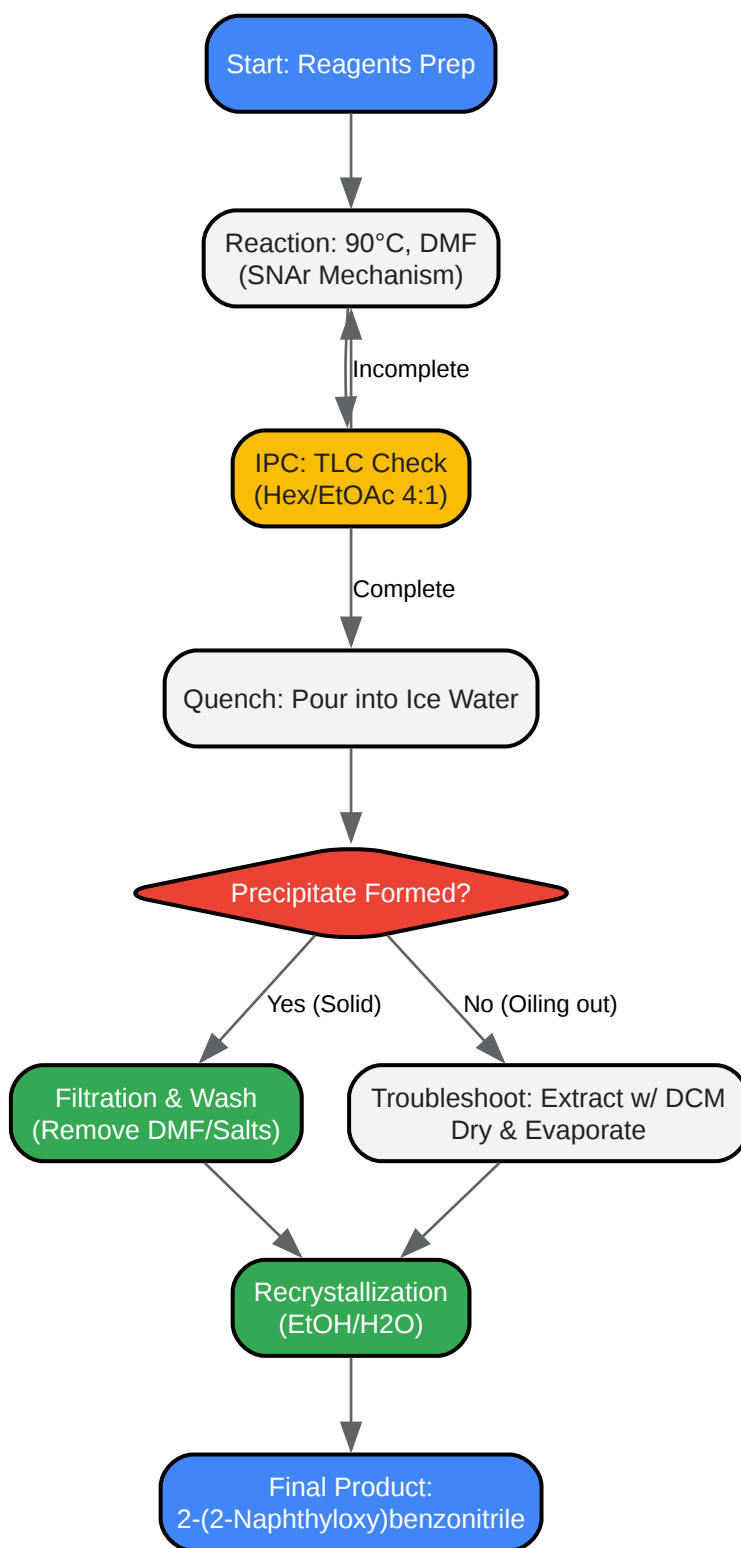 Start: Reagents Prep
Reaction: 90°C, DMF
(SNAr Mechanism)
Incomplete
IPC: TLC Check
(Hex/EtOAc 4:1)
Complete
Quench: Pour into Ice Water
Precipitate Formed?
Yes (Solid)
No (Oiling out)
Filtration & Wash
(Remove DMF/Salts)
Troubleshoot: Extract w/ DCM
Dry & Evaporate
Recrystallization
(EtOH/H2O)
Final Product:
2-(2-Naphthyloxy)benzonitrile